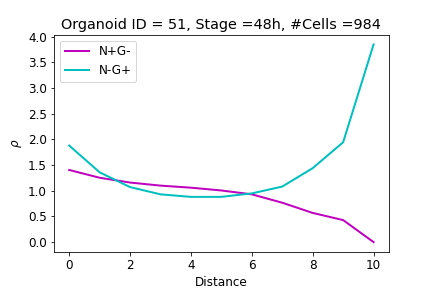 Organoid ID = 51, Stage =48h, #Cells =984
N+G-
N-G+
4.0
3.5
3.0
2.5
2.0
1.5
1.0
0.5
0.0
ρ
0 2 4 6 8 10
Distance